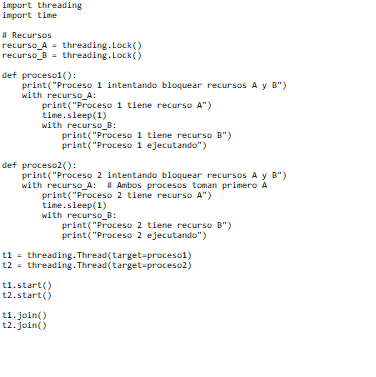 import threading
import time

# Recursos
recurso_A = threading.Lock()
recurso_B = threading.Lock()

def proceso1():
    print("Proceso 1 intentando bloquear recursos A y B")
    with recurso_A:
        print("Proceso 1 tiene recurso A")
        time.sleep(1)
        with recurso_B:
            print("Proceso 1 tiene recurso B")
            print("Proceso 1 ejecutando")

def proceso2():
    print("Proceso 2 intentando bloquear recursos A y B")
    with recurso_A:  # Ambos procesos toman primero A
        print("Proceso 2 tiene recurso A")
        time.sleep(1)
        with recurso_B:
            print("Proceso 2 tiene recurso B")
            print("Proceso 2 ejecutando")

t1 = threading.Thread(target=proceso1)
t2 = threading.Thread(target=proceso2)

t1.start()
t2.start()

t1.join()
t2.join()